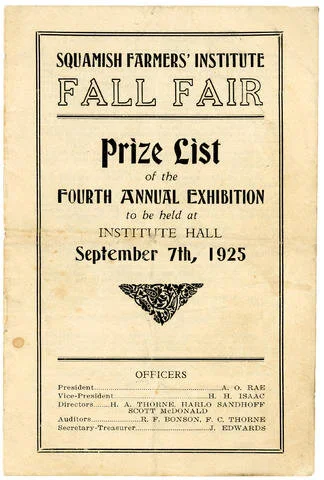 SQUAMISH FARMERS' INSTITUTE
FALL FAIR
Prize List
of the
FOURTH ANNUAL EXHIBITION
to be held at
INSTITUTE HALL
September 7th, 1925
OFFICERS
President..........A. O. RAE
Vice-President..........H. H. ISAAC
Directors..........H. A. THORNE, HARLO SANDHOFF
SCOTT McDONALD
Auditors..........R. F. BONSON, F. C. THORNE
Secretary-Treasurer..........J. EDWARDS